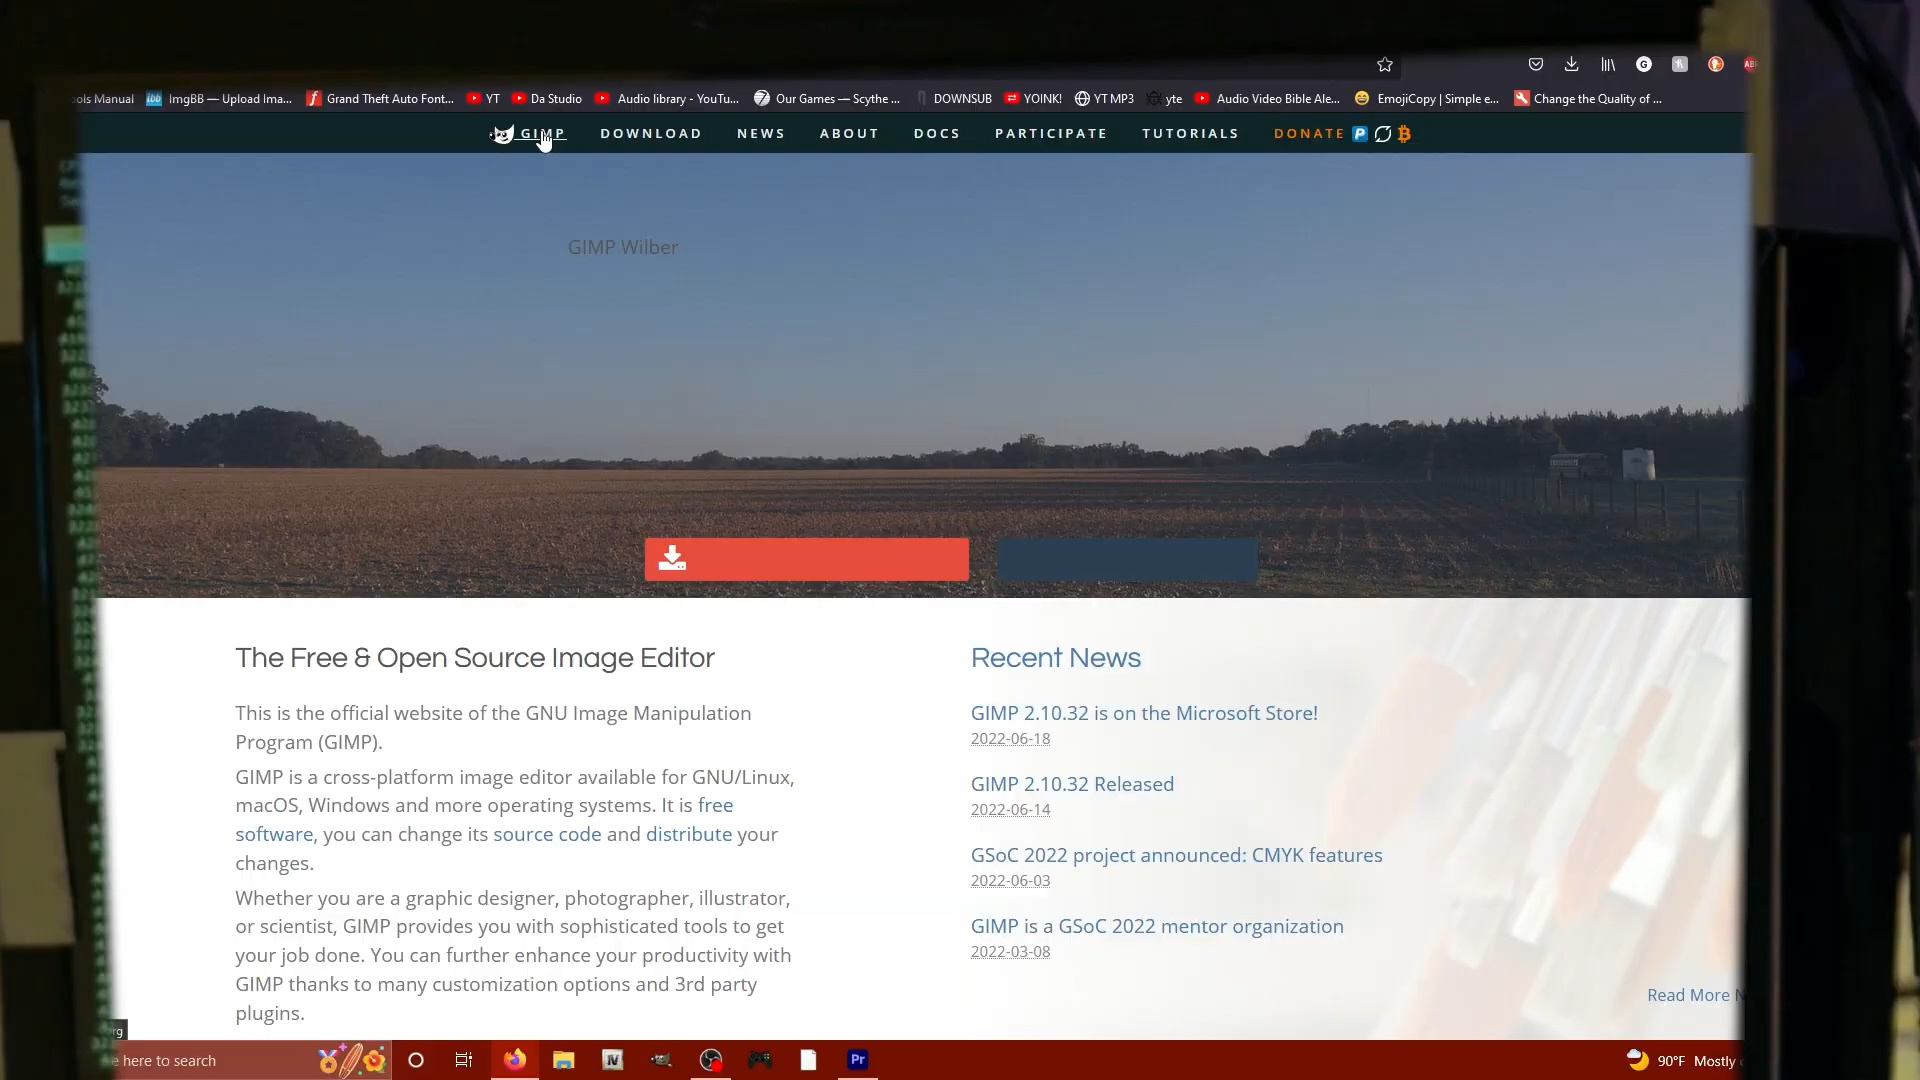 ools Manual ImgBB — Upload Ima... Grand Theft Auto Font... YT Da Studio Audio library - YouTu... Our Games — Scythe ... DOWNSUB YOINK! YT MP3 yte Audio Video Bible Ale... EmojiCopy | Simple e... Change the Quality of ...
GIMP DOWNLOAD NEWS ABOUT DOCS PARTICIPATE TUTORIALS DONATE
GIMP Wilber
The Free & Open Source Image Editor
This is the official website of the GNU Image Manipulation
Program (GIMP).
GIMP is a cross-platform image editor available for GNU/Linux,
macOS, Windows and more operating systems. It is free
software, you can change its source code and distribute your
changes.
Whether you are a graphic designer, photographer, illustrator,
or scientist, GIMP provides you with sophisticated tools to get
your job done. You can further enhance your productivity with
GIMP thanks to many customization options and 3rd party
plugins.
Recent News
GIMP 2.10.32 is on the Microsoft Store!
2022-06-18
GIMP 2.10.32 Released
2022-06-14
GSoC 2022 project announced: CMYK features
2022-06-03
GIMP is a GSoC 2022 mentor organization
2022-03-08
Read More N
rg
e here to search
IV
Pr
90°F Mostly